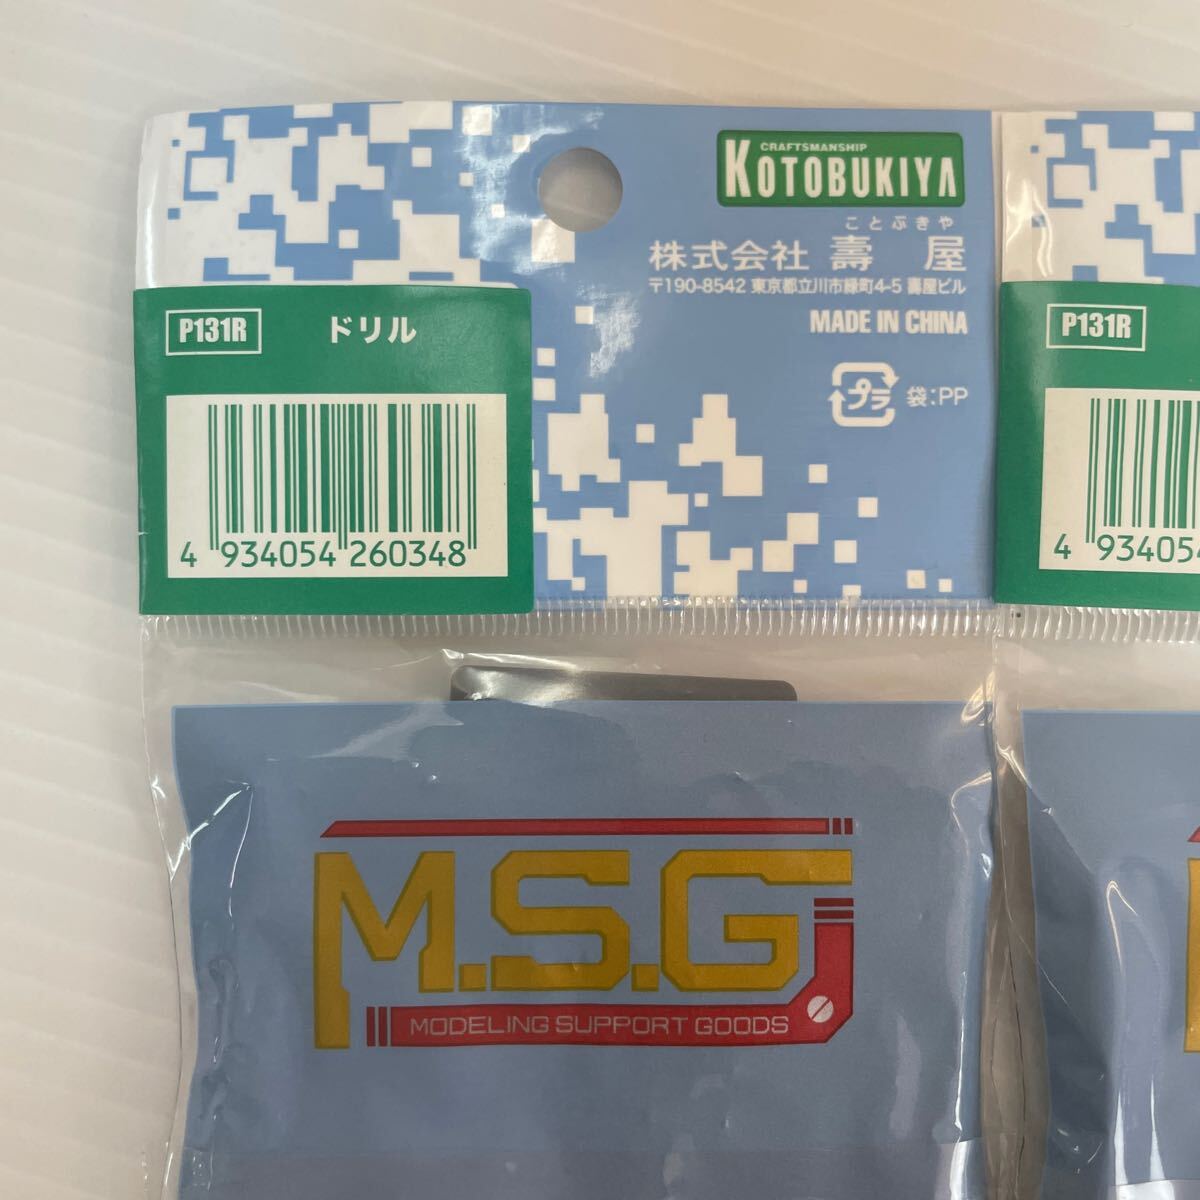 CRAFTSMANSHIP
KOTOBUKIYA
ことぶきや
株式会社 壽屋
〒190-8542 東京都立川市緑町4-5 壽屋ビル
MADE IN CHINA
プラ 袋:PP
P131R ドリル
4 934054 260348
M.S.G
MODELING SUPPORT GOODS
P131R
4 93405